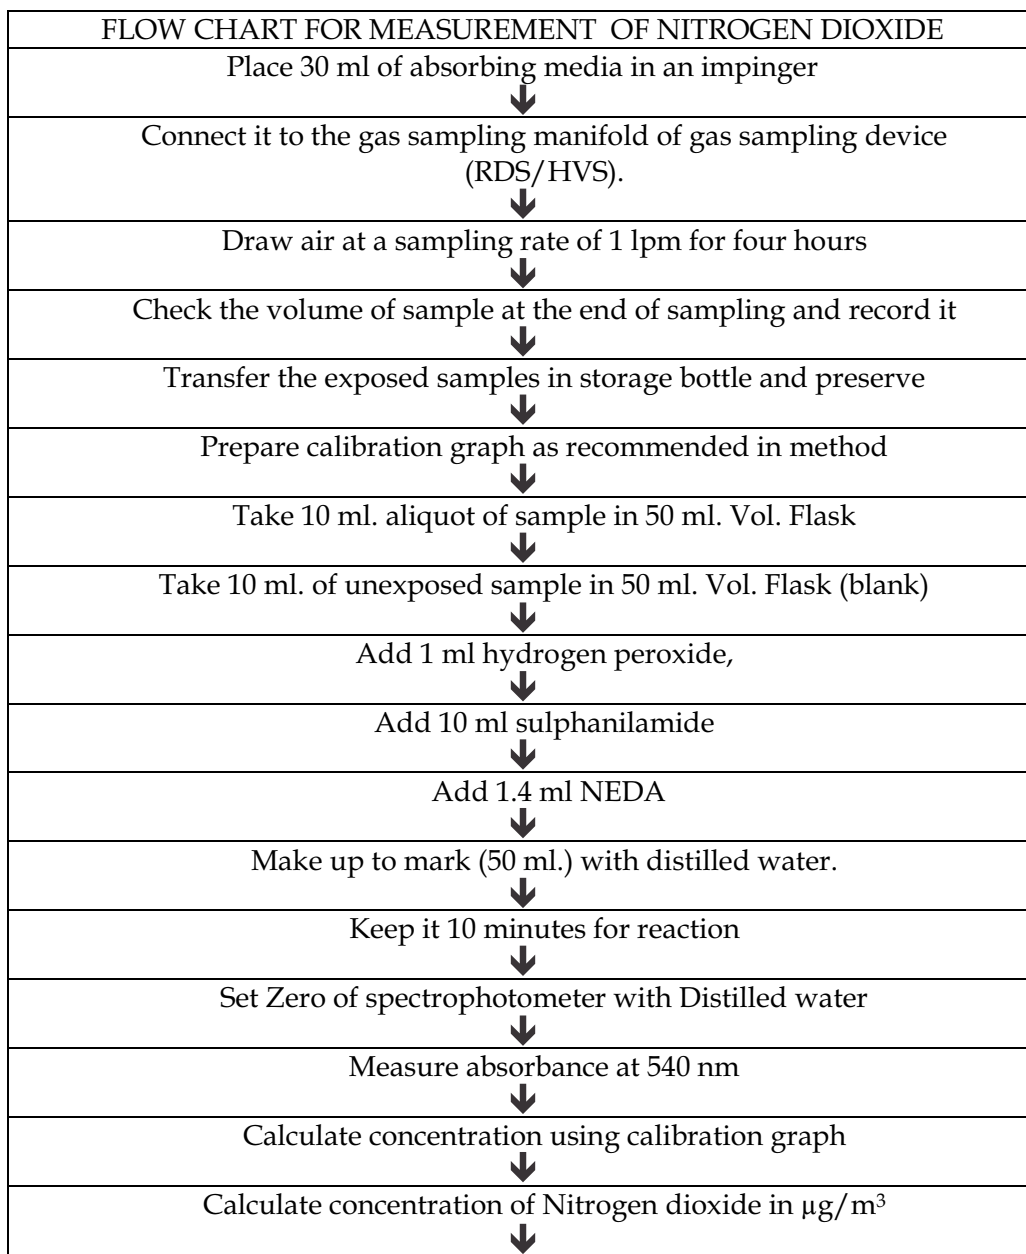 FLOW CHART FOR MEASUREMENT OF NITROGEN DIOXIDE
Place 30 ml of absorbing media in an impinger
Connect it to the gas sampling manifold of gas sampling device
(RDS/HVS).
Draw air at a sampling rate of 1 lpm for four hours
Check the volume of sample at the end of sampling and record it
Transfer the exposed samples in storage bottle and preserve
Prepare calibration graph as recommended in method
Take 10 ml. aliquot of sample in 50 ml. Vol. Flask
Take 10 ml. of unexposed sample in 50 ml. Vol. Flask (blank)
Add 1 ml hydrogen peroxide,
Add 10 ml sulphanilamide
Add 1.4 ml NEDA
Make up to mark (50 ml.) with distilled water.
Keep it 10 minutes for reaction
Set Zero of spectrophotometer with Distilled water
Measure absorbance at 540 nm
Calculate concentration using calibration graph
Calculate concentration of Nitrogen dioxide in µg/m³